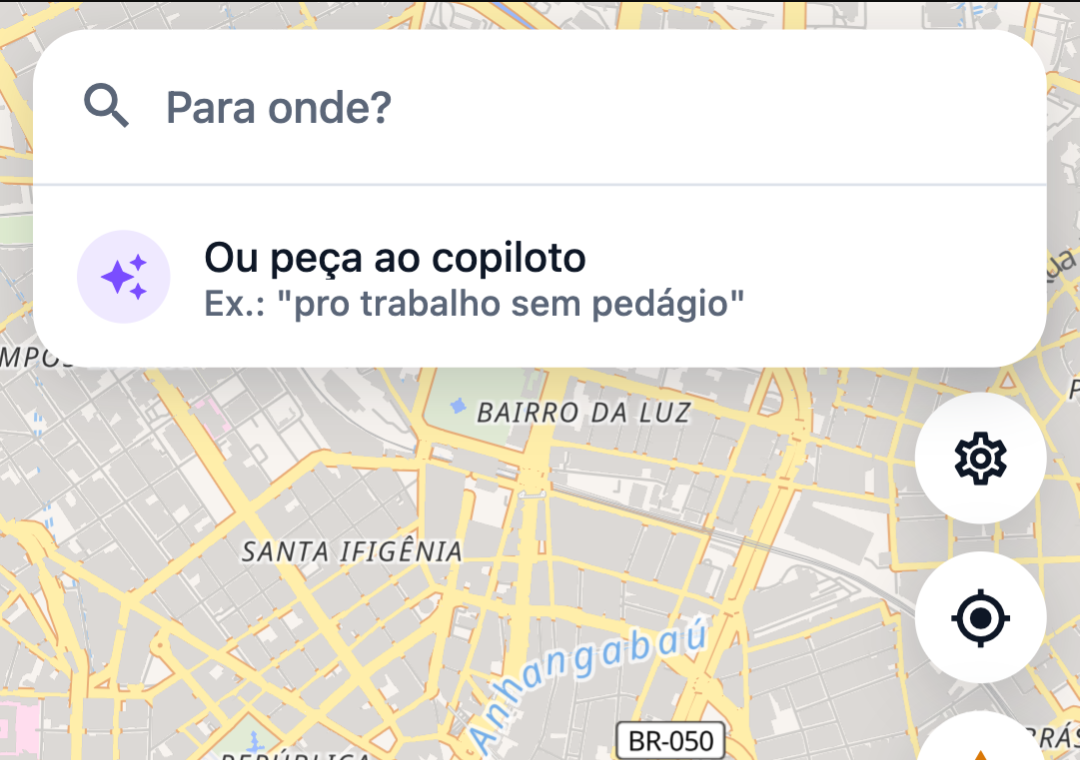 Para onde?
Ou peça ao copiloto
Ex.: "pro trabalho sem pedágio"
BAIRRO DA LUZ
SANTA IFIGÊNIA
Anhangabaú
BR-050
REPÚBLICA